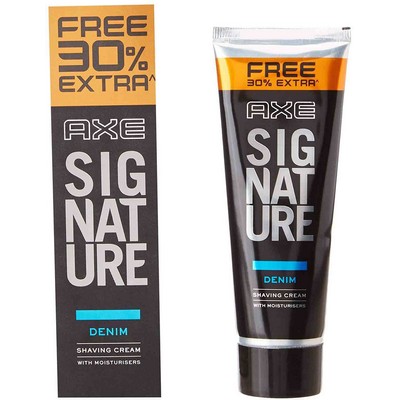 FREE
30%
EXTRA^
AXE
SIG
NAT
URE
DENIM
SHAVING CREAM
WITH MOISTURISERS
FREE
30% EXTRA^
AXE
SIG
NAT
URE
DENIM
SHAVING CREAM
WITH MOISTURISERS